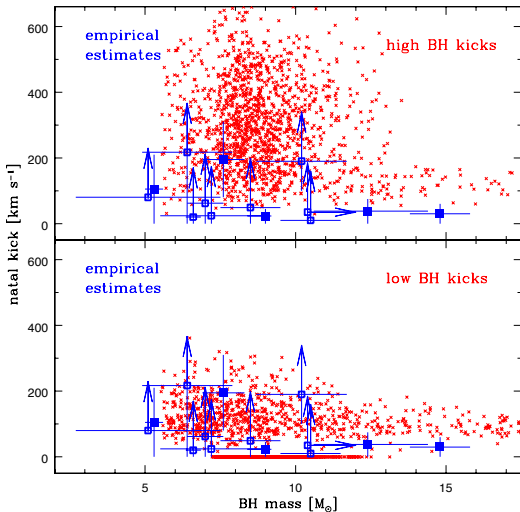 empirical
estimates
high BH kicks
600
400
200
0
natal kick [km s⁻¹]
empirical
estimates
low BH kicks
600
400
200
0
5 10 15
BH mass [M⊙]